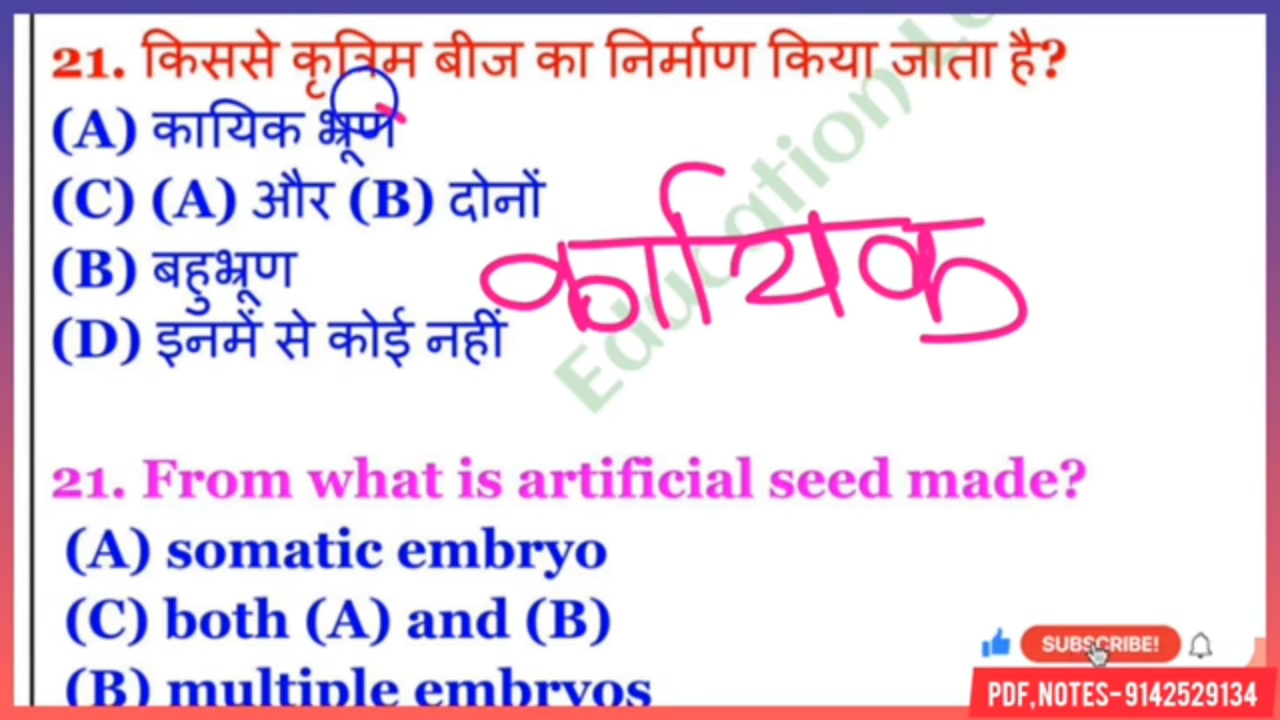 21. किससे कृत्रिम बीज का निर्माण किया जाता है?
(A) कायिक भ्रूण
(C) (A) और (B) दोनों
(B) बहुभ्रूण
(D) इनमें से कोई नहीं
कायिक
Education
21. From what is artificial seed made?
(A) somatic embryo
(C) both (A) and (B)
(B) multiple embryos
SUBSCRIBE!
PDF,NOTES-9142529134